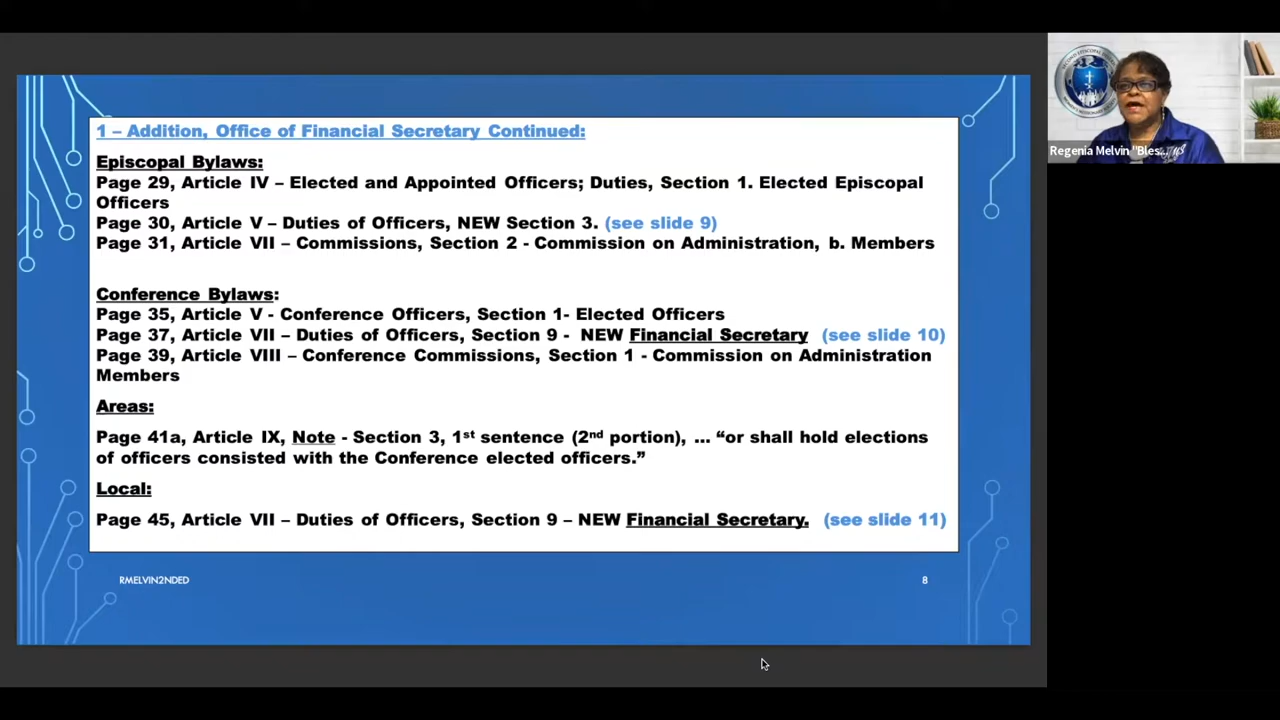 1 – Addition, Office of Financial Secretary Continued:
Episcopal Bylaws:
Page 29, Article IV – Elected and Appointed Officers; Duties, Section 1. Elected Episcopal
Officers
Page 30, Article V – Duties of Officers, NEW Section 3. (see slide 9)
Page 31, Article VII – Commissions, Section 2 - Commission on Administration, b. Members
Conference Bylaws:
Page 35, Article V - Conference Officers, Section 1- Elected Officers
Page 37, Article VII – Duties of Officers, Section 9 - NEW Financial Secretary (see slide 10)
Page 39, Article VIII – Conference Commissions, Section 1 - Commission on Administration
Members
Areas:
Page 41a, Article IX, Note - Section 3, 1st sentence (2nd portion), ... “or shall hold elections
of officers consisted with the Conference elected officers.”
Local:
Page 45, Article VII – Duties of Officers, Section 9 – NEW Financial Secretary. (see slide 11)
RMELVIN2NDED
8
Regenia Melvin "Bles...